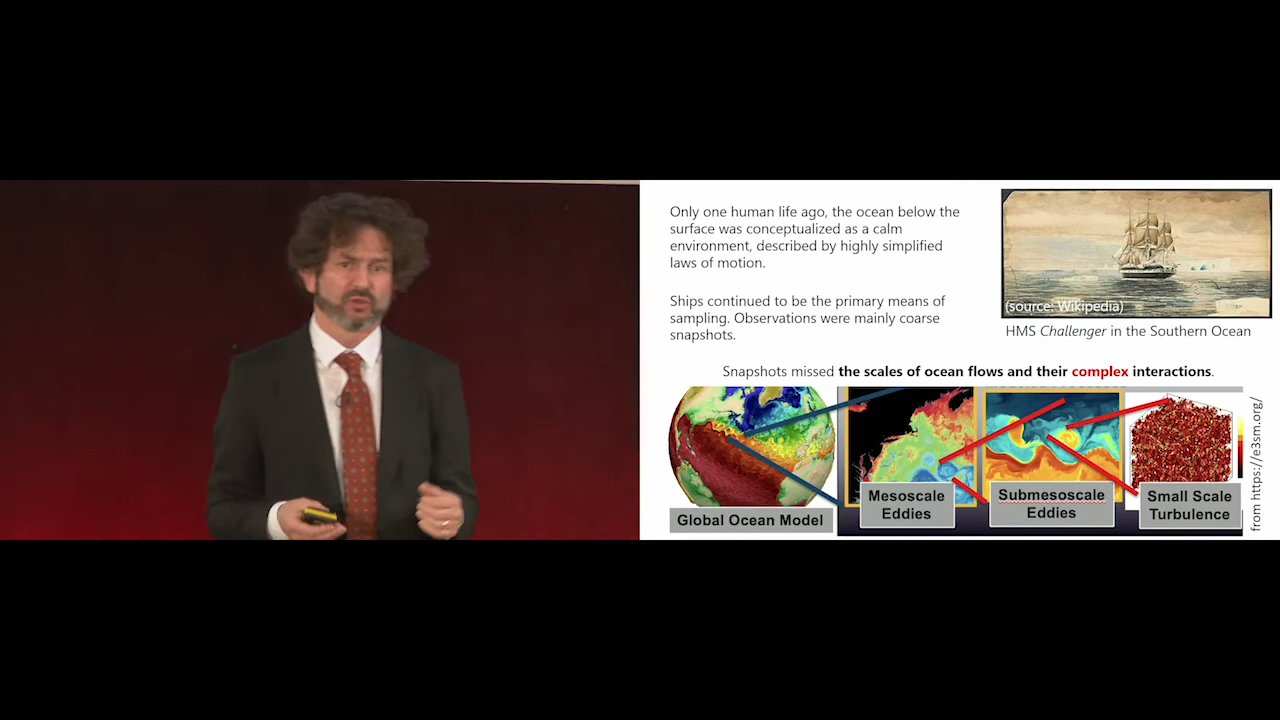 Only one human life ago, the ocean below the
surface was conceptualized as a calm
environment, described by highly simplified
laws of motion.
Ships continued to be the primary means of
sampling. Observations were mainly coarse
snapshots.
(source: Wikipedia)
HMS Challenger in the Southern Ocean
Snapshots missed the scales of ocean flows and their complex interactions.
Global Ocean Model
Mesoscale
Eddies
Submesoscale
Eddies
Small Scale
Turbulence
from https://e3sm.org/